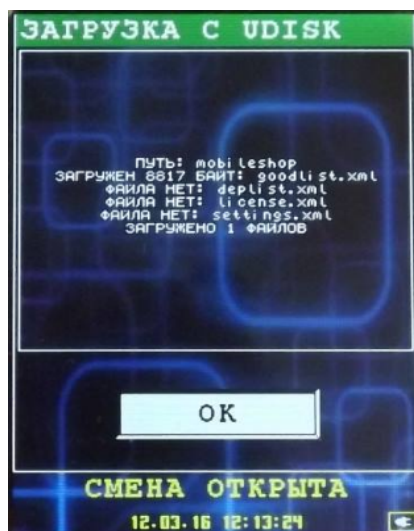 ЗАГРУЗКА С UDISK
ПУТЬ: mobileshop
ЗАГРУЖЕН 8817 БАЙТ: goodlist.xml
ФАЙЛА НЕТ: deplist.xml
ФАЙЛА НЕТ: license.xml
ФАЙЛА НЕТ: settings.xml
ЗАГРУЖЕНО 1 ФАЙЛОВ
OK
СМЕНА ОТКРЫТА
12.03.16 12:13:24